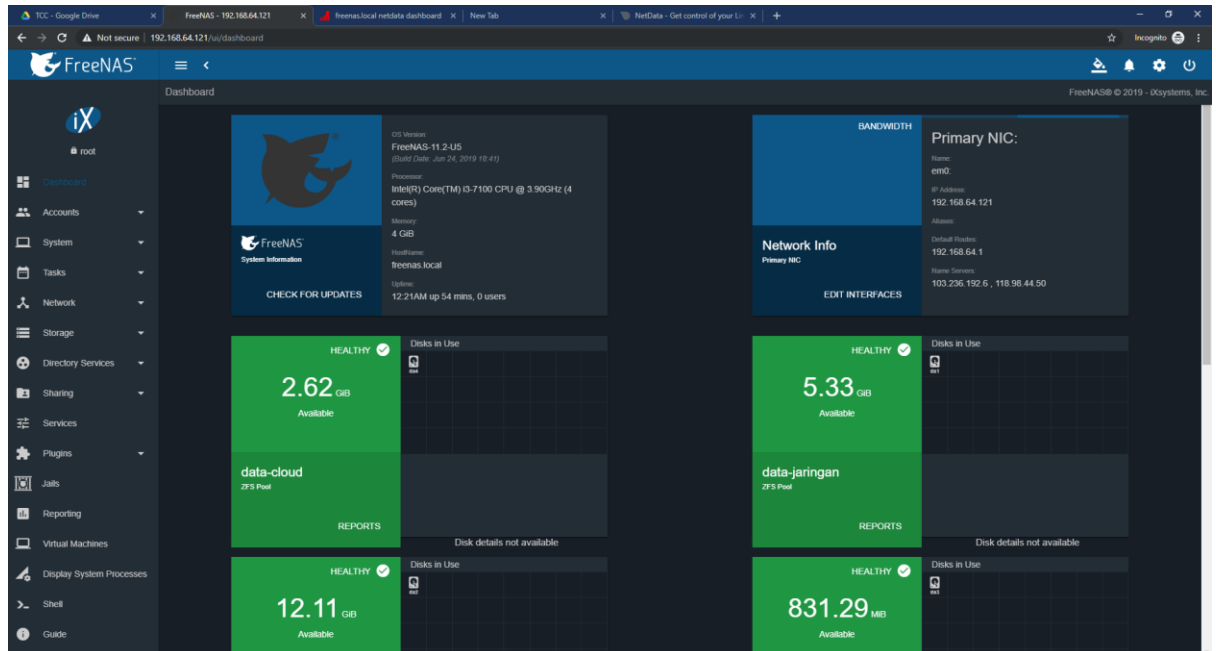 TCC - Google Drive
FreeNAS - 192.168.64.121
freenas.local netdata dashboard
New Tab
NetData - Get control of your Lin
Not secure
192.168.64.121/ui/dashboard
Incognito
FreeNAS
Dashboard
FreeNAS® © 2019 - iXsystems, Inc.
iX
root
Dashboard
Accounts
System
Tasks
Network
Storage
Directory Services
Sharing
Services
Plugins
Jails
Reporting
Virtual Machines
Display System Processes
Shell
Guide
FreeNAS
System Information
CHECK FOR UPDATES
OS Version:
FreeNAS-11.2-U5
(Build Date: Jun 24, 2019 18:41)
Processor:
Intel(R) Core(TM) i3-7100 CPU @ 3.90GHz (4
cores)
Memory:
4 GiB
HostName:
freenas.local
Uptime:
12:21AM up 54 mins, 0 users
BANDWIDTH
Network Info
Primary NIC
EDIT INTERFACES
Primary NIC:
Name:
em0:
IP Address:
192.168.64.121
Aliases:
Default Routes:
192.168.64.1
Name Servers:
103.236.192.6 , 118.98.44.50
HEALTHY
2.62 GiB
Available
data-cloud
ZFS Pool
REPORTS
Disks in Use
da4
Disk details not available
HEALTHY
5.33 GiB
Available
data-jaringan
ZFS Pool
REPORTS
Disks in Use
da1
Disk details not available
HEALTHY
12.11 GiB
Available
Disks in Use
da2
HEALTHY
831.29 MiB
Available
Disks in Use
da3